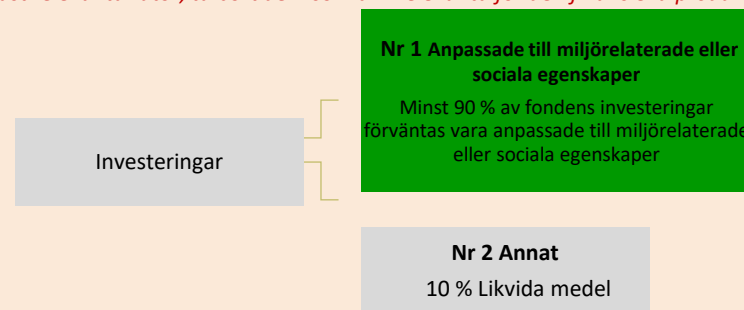 Nr 1 Anpassade till miljörelaterade eller
sociala egenskaper
Minst 90 % av fondens investeringar
förväntas vara anpassade till miljörelaterade
eller sociala egenskaper
Investeringar
Nr 2 Annat
10 % Likvida medel